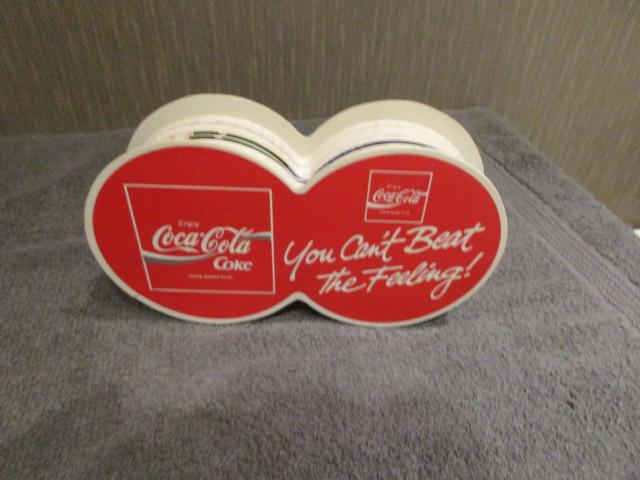 Enjoy
Coca-Cola
Coke
Enjoy
Coca-Cola
You Can't Beat
The Feeling!